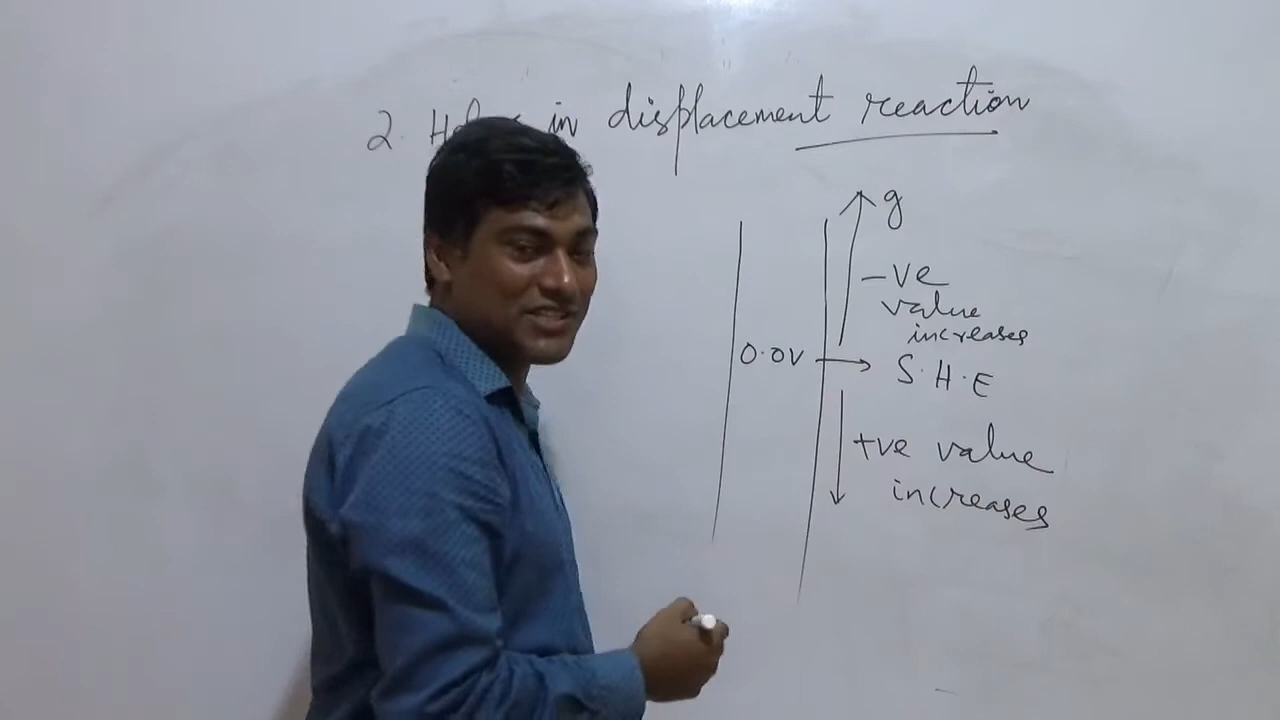 2. in displacement reaction
g
-ve
value
increases
0.0V
S.H.E
+ve value
increases